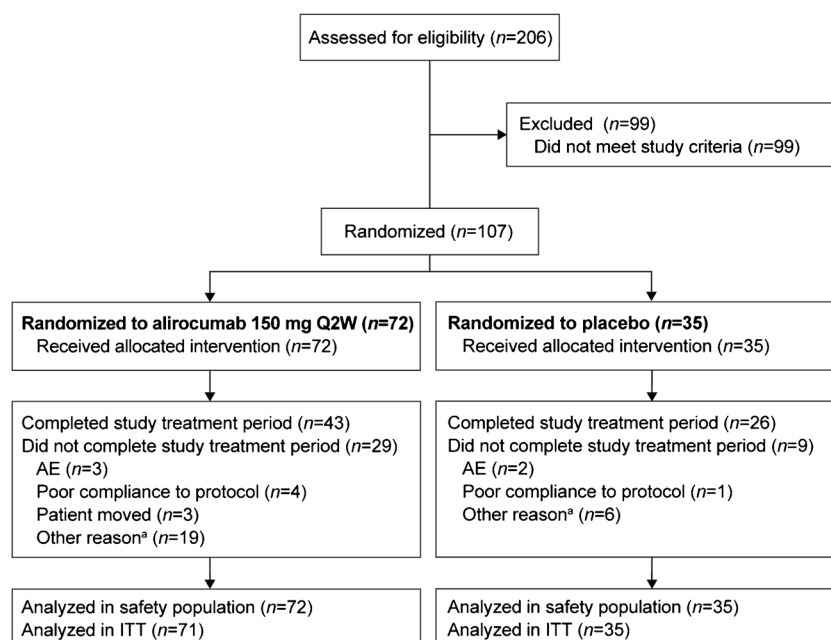 Assessed for eligibility (n=206)
Excluded (n=99)
Did not meet study criteria (n=99)
Randomized (n=107)
Randomized to alirocumab 150 mg Q2W (n=72)
Received allocated intervention (n=72)
Randomized to placebo (n=35)
Received allocated intervention (n=35)
Completed study treatment period (n=43)
Did not complete study treatment period (n=29)
AE (n=3)
Poor compliance to protocol (n=4)
Patient moved (n=3)
Other reasonᵃ (n=19)
Completed study treatment period (n=26)
Did not complete study treatment period (n=9)
AE (n=2)
Poor compliance to protocol (n=1)
Other reasonᵃ (n=6)
Analyzed in safety population (n=72)
Analyzed in ITT (n=71)
Analyzed in safety population (n=35)
Analyzed in ITT (n=35)